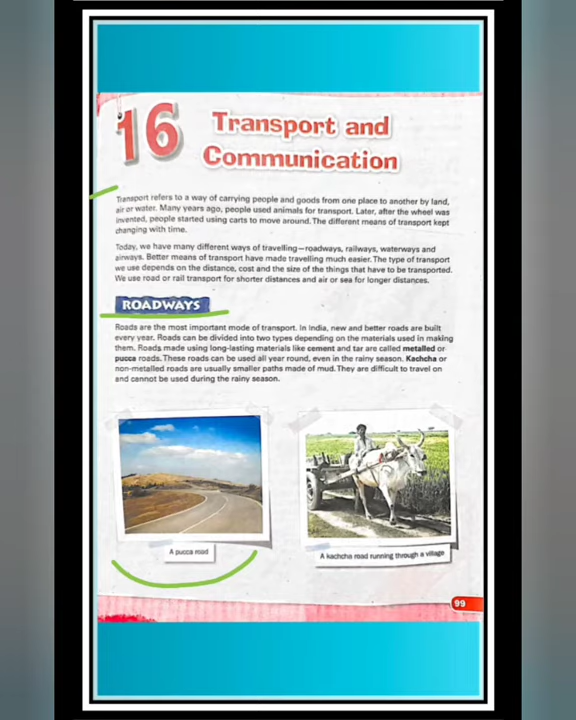 16
Transport and
Communication
Transport refers to a way of carrying people and goods from one place to another by land,
air or water. Many years ago, people used animals for transport. Later, after the wheel was
invented, people started using carts to move around. The different means of transport kept
changing with time.
Today, we have many different ways of travelling—roadways, railways, waterways and
airways. Better means of transport have made travelling much easier. The type of transport
we use depends on the distance, cost and the size of the things that have to be transported.
We use road or rail transport for shorter distances and air or sea for longer distances.
ROADWAYS
Roads are the most important mode of transport. In India, new and better roads are built
every year. Roads can be divided into two types depending on the materials used in making
them. Roads made using long-lasting materials like cement and tar are called metalled or
pucca roads. These roads can be used all year round, even in the rainy season. Kachcha or
non-metalled roads are usually smaller paths made of mud. They are difficult to travel on
and cannot be used during the rainy season.
A pucca road
A kachcha road running through a village
99